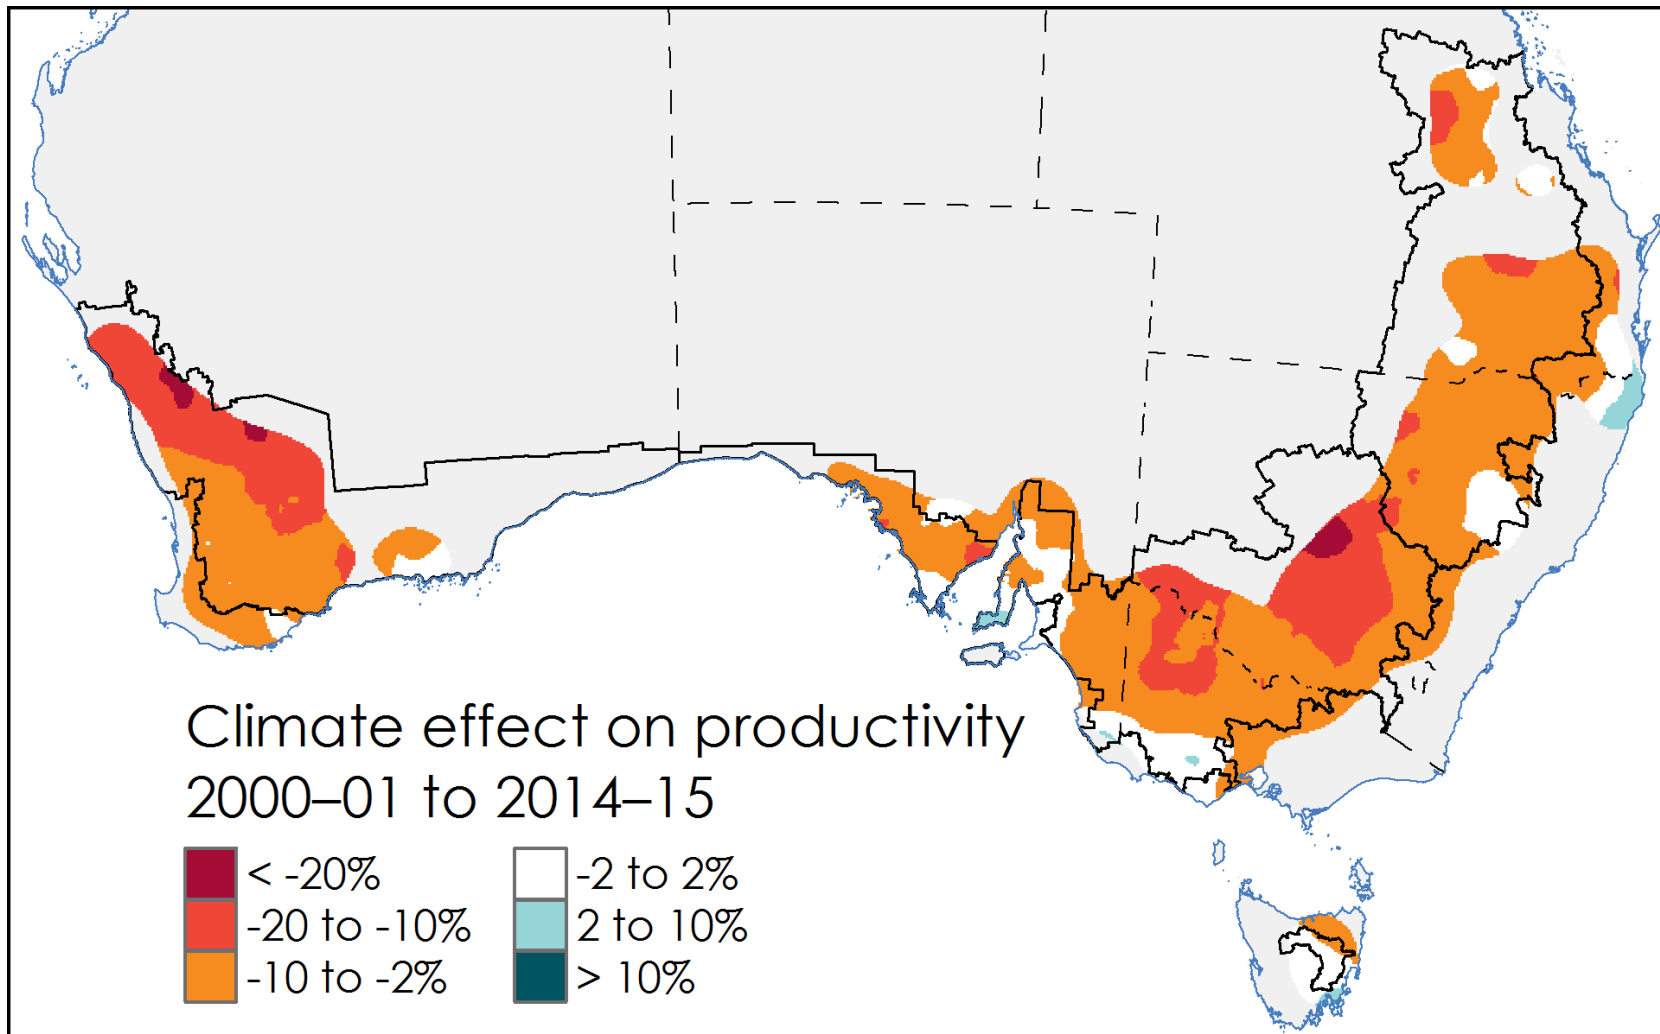 Climate effect on productivity
2000–01 to 2014–15
< -20%
-20 to -10%
-10 to -2%
-2 to 2%
2 to 10%
> 10%